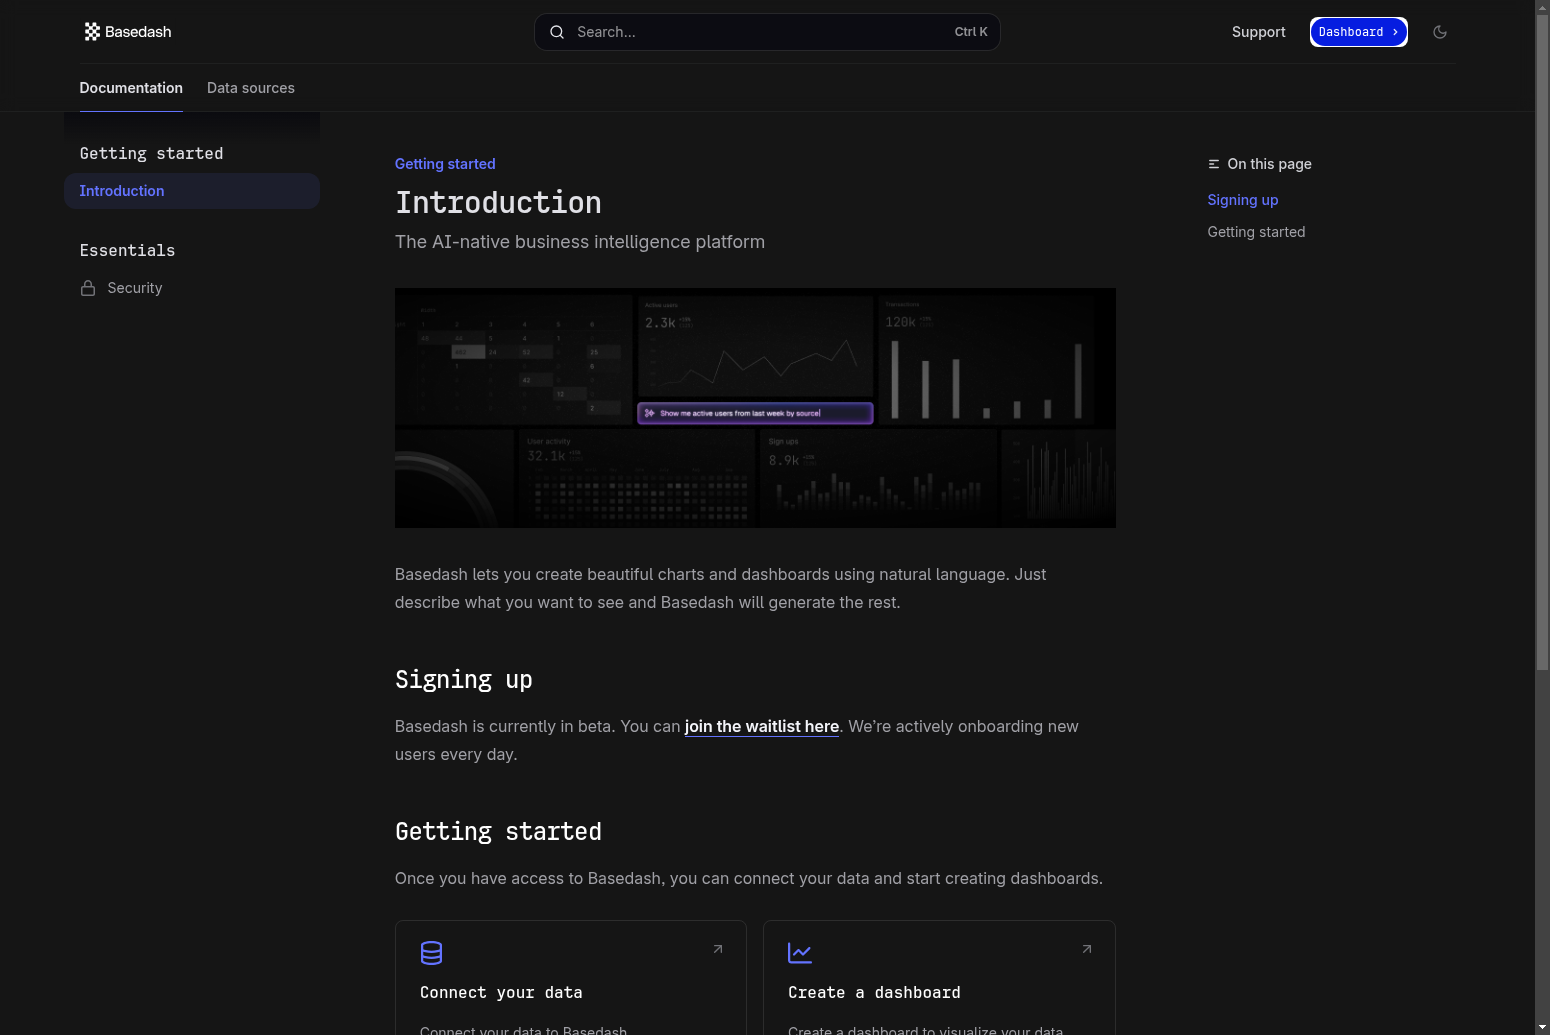 Basedash
Search...
Ctrl K
Support
Dashboard
Documentation
Data sources
Getting started
Introduction
Essentials
Security
Getting started
Introduction
The AI-native business intelligence platform
Active users
2.3k
Transactions
120k
Show me active users from last week by source
User activity
32.1k
Sign ups
8.9k
Basedash lets you create beautiful charts and dashboards using natural language. Just
describe what you want to see and Basedash will generate the rest.
Signing up
Basedash is currently in beta. You can join the waitlist here. We’re actively onboarding new
users every day.
Getting started
Once you have access to Basedash, you can connect your data and start creating dashboards.
Connect your data
Connect your data to Basedash
Create a dashboard
Create a dashboard to visualize your data
On this page
Signing up
Getting started